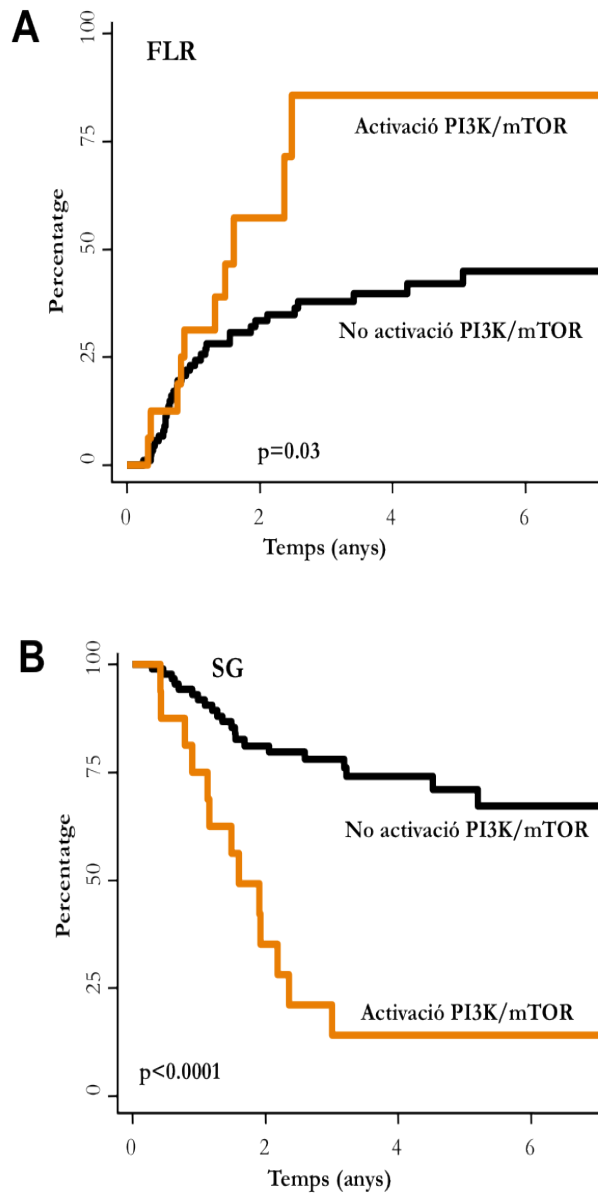 A
FLR
100
75
50
25
0
Percentatge
Activació PI3K/mTOR
No activació PI3K/mTOR
p=0.03
0 2 4 6
Temps (anys)
B
SG
100
75
50
25
0
Percentatge
No activació PI3K/mTOR
Activació PI3K/mTOR
p<0.0001
0 2 4 6
Temps (anys)